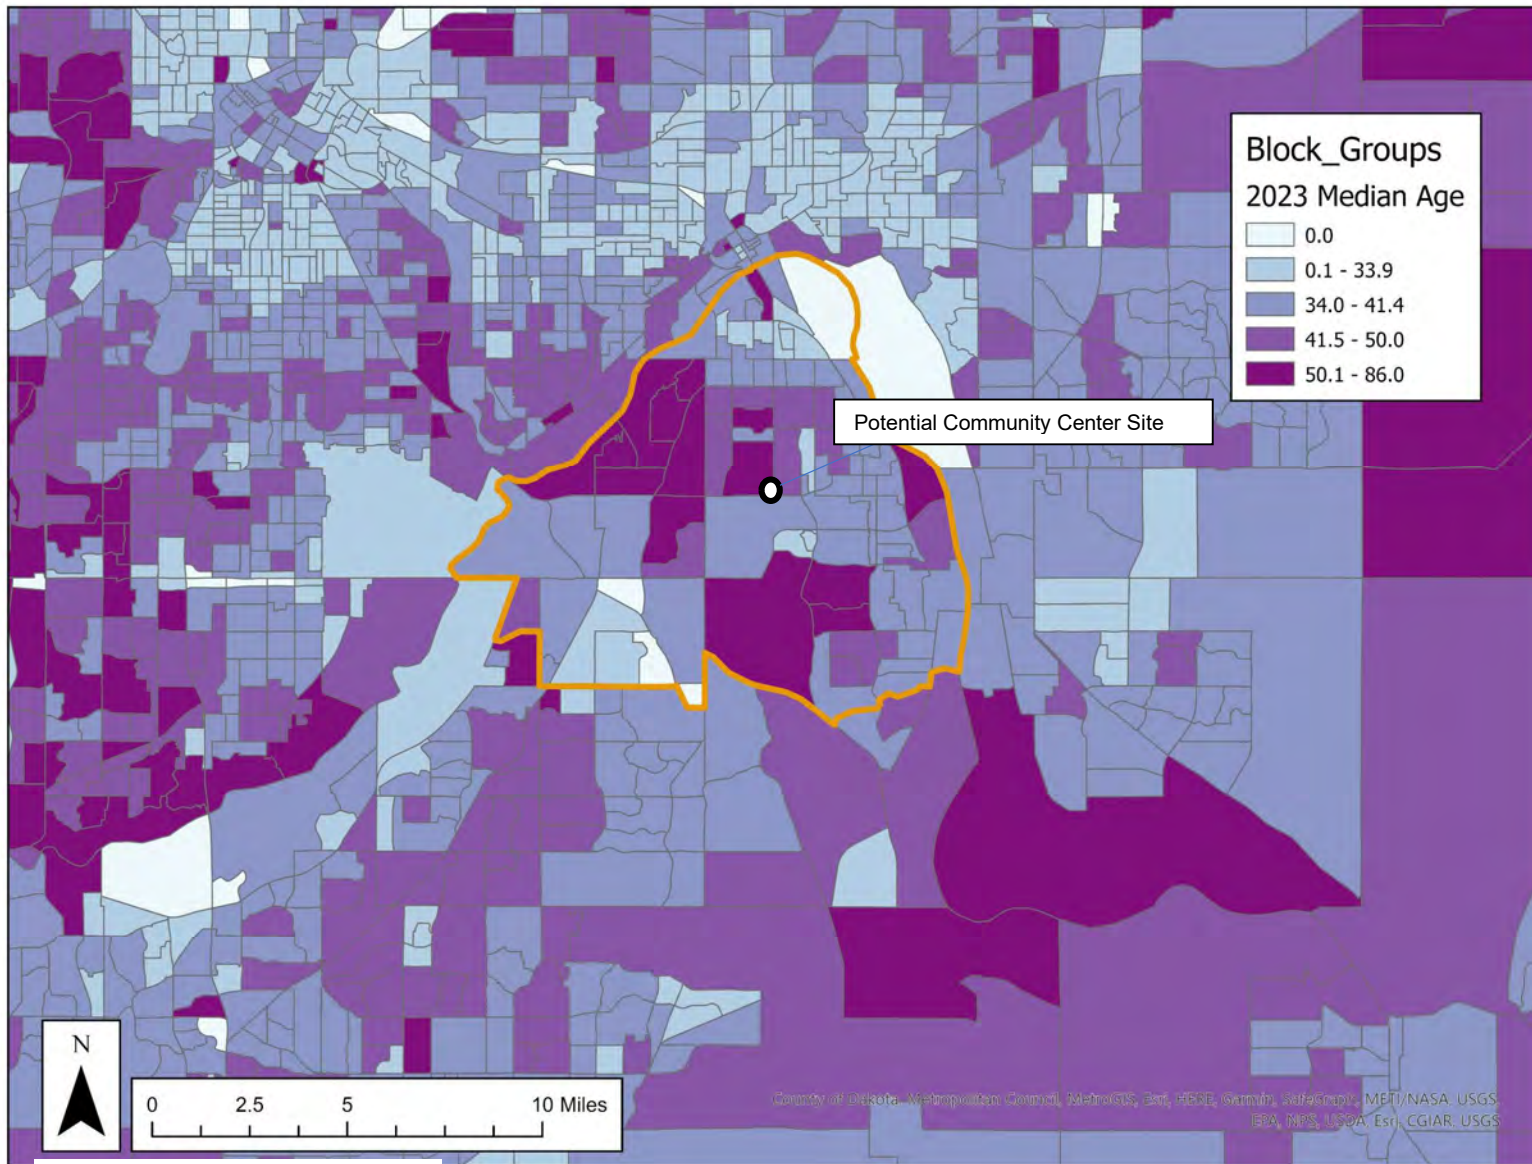 Block_Groups
2023 Median Age
0.0
0.1 - 33.9
34.0 - 41.4
41.5 - 50.0
50.1 - 86.0
Potential Community Center Site
N
0 2.5 5 10 Miles
County of Dakota, Metropolitan Council, MetroGIS, Esri, HERE, Garmin, SafeGraph, METI/NASA, USGS,
EPA, NPS, USDA, Esri, CGIAR, USGS